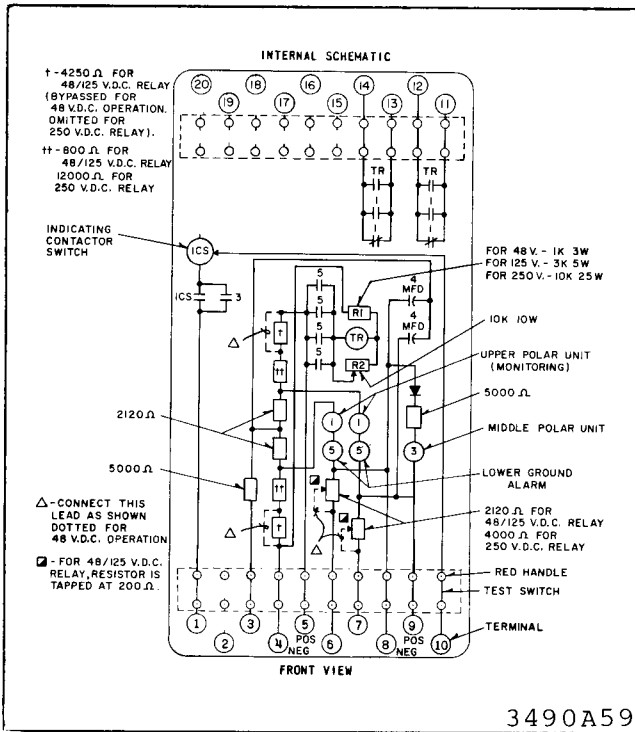 INTERNAL SCHEMATIC
†-4250 Ω FOR
48/125 V.D.C. RELAY
(BYPASSED FOR
48 V.D.C. OPERATION.
OMITTED FOR
250 V.D.C. RELAY).
††-800 Ω FOR
48/125 V.D.C. RELAY
12000 Ω FOR
250 V.D.C. RELAY
20 18 16 14 12
19 17 15 13 11
TR TR
INDICATING
CONTACTOR
SWITCH
ICS
ICS 3
FOR 48 V. - 1K 3W
FOR 125 V. - 3K 5W
FOR 250 V. - 10K 25W
5
5
5
5
R1
TR
R2
4
MFD
4
MFD
10K 10W
UPPER POLAR UNIT
(MONITORING)
†
††
2120 Ω
1 1
5000 Ω
MIDDLE POLAR UNIT
5 5 3
5000 Ω
LOWER GROUND
ALARM
††
†
△
△
△
2120 Ω FOR
48/125 V.D.C. RELAY
4000 Ω FOR
250 V.D.C. RELAY
△-CONNECT THIS
LEAD AS SHOWN
DOTTED FOR
48 V.D.C. OPERATION
◪-FOR 48/125 V.D.C.
RELAY, RESISTOR IS
TAPPED AT 200 Ω.
RED HANDLE
TEST SWITCH
TERMINAL
1 3 5 7 9
2 4 6 8 10
POS
NEG
POS
NEG
FRONT VIEW
3490A59